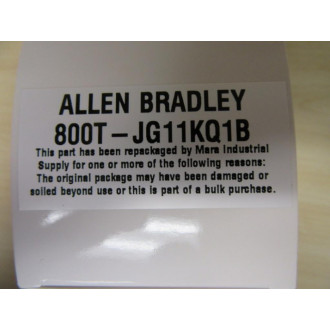 ALLEN BRADLEY
800T-JG11KQ1B
This part has been repackaged by Mara Industrial
Supply for one or more of the following reasons:
The original package may have been damaged or
soiled beyond use or this is part of a bulk purchase.